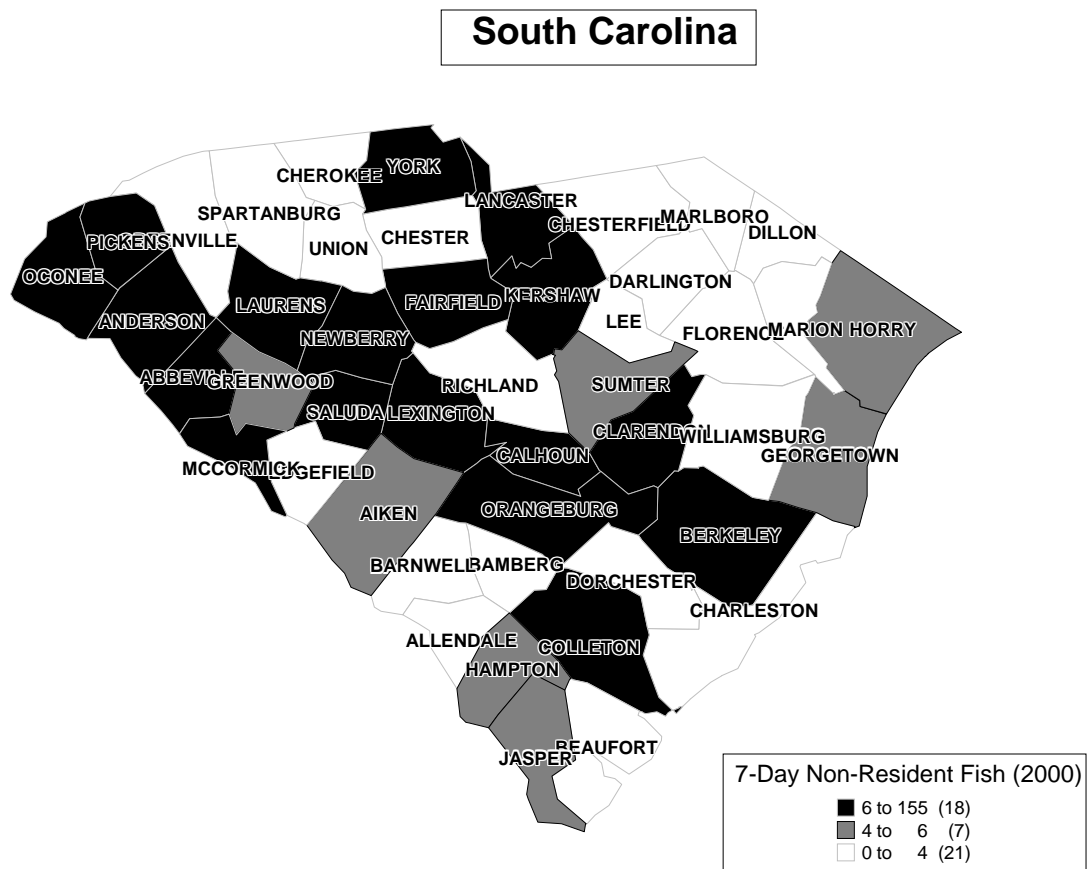 South Carolina
YORK
CHEROKEE
LANCASTER
SPARTANBURG
CHESTERFIELD
MARLBORO
DILLON
PICKENS
GREENVILLE
UNION
CHESTER
OCONEE
DARLINGTON
LAURENS
FAIRFIELD
KERSHAW
ANDERSON
LEE
NEWBERRY
FLORENCE
MARION
HORRY
ABBEVILLE
GREENWOOD
RICHLAND
SUMTER
SALUDA
LEXINGTON
CLARENDON
WILLIAMSBURG
MCCORMICK
EDGEFIELD
CALHOUN
GEORGETOWN
AIKEN
ORANGEBURG
BERKELEY
BARNWELL
BAMBERG
DORCHESTER
CHARLESTON
ALLENDALE
COLLETON
HAMPTON
JASPER
BEAUFORT
7-Day Non-Resident Fish (2000)
6 to 155 (18)
4 to 6 (7)
0 to 4 (21)